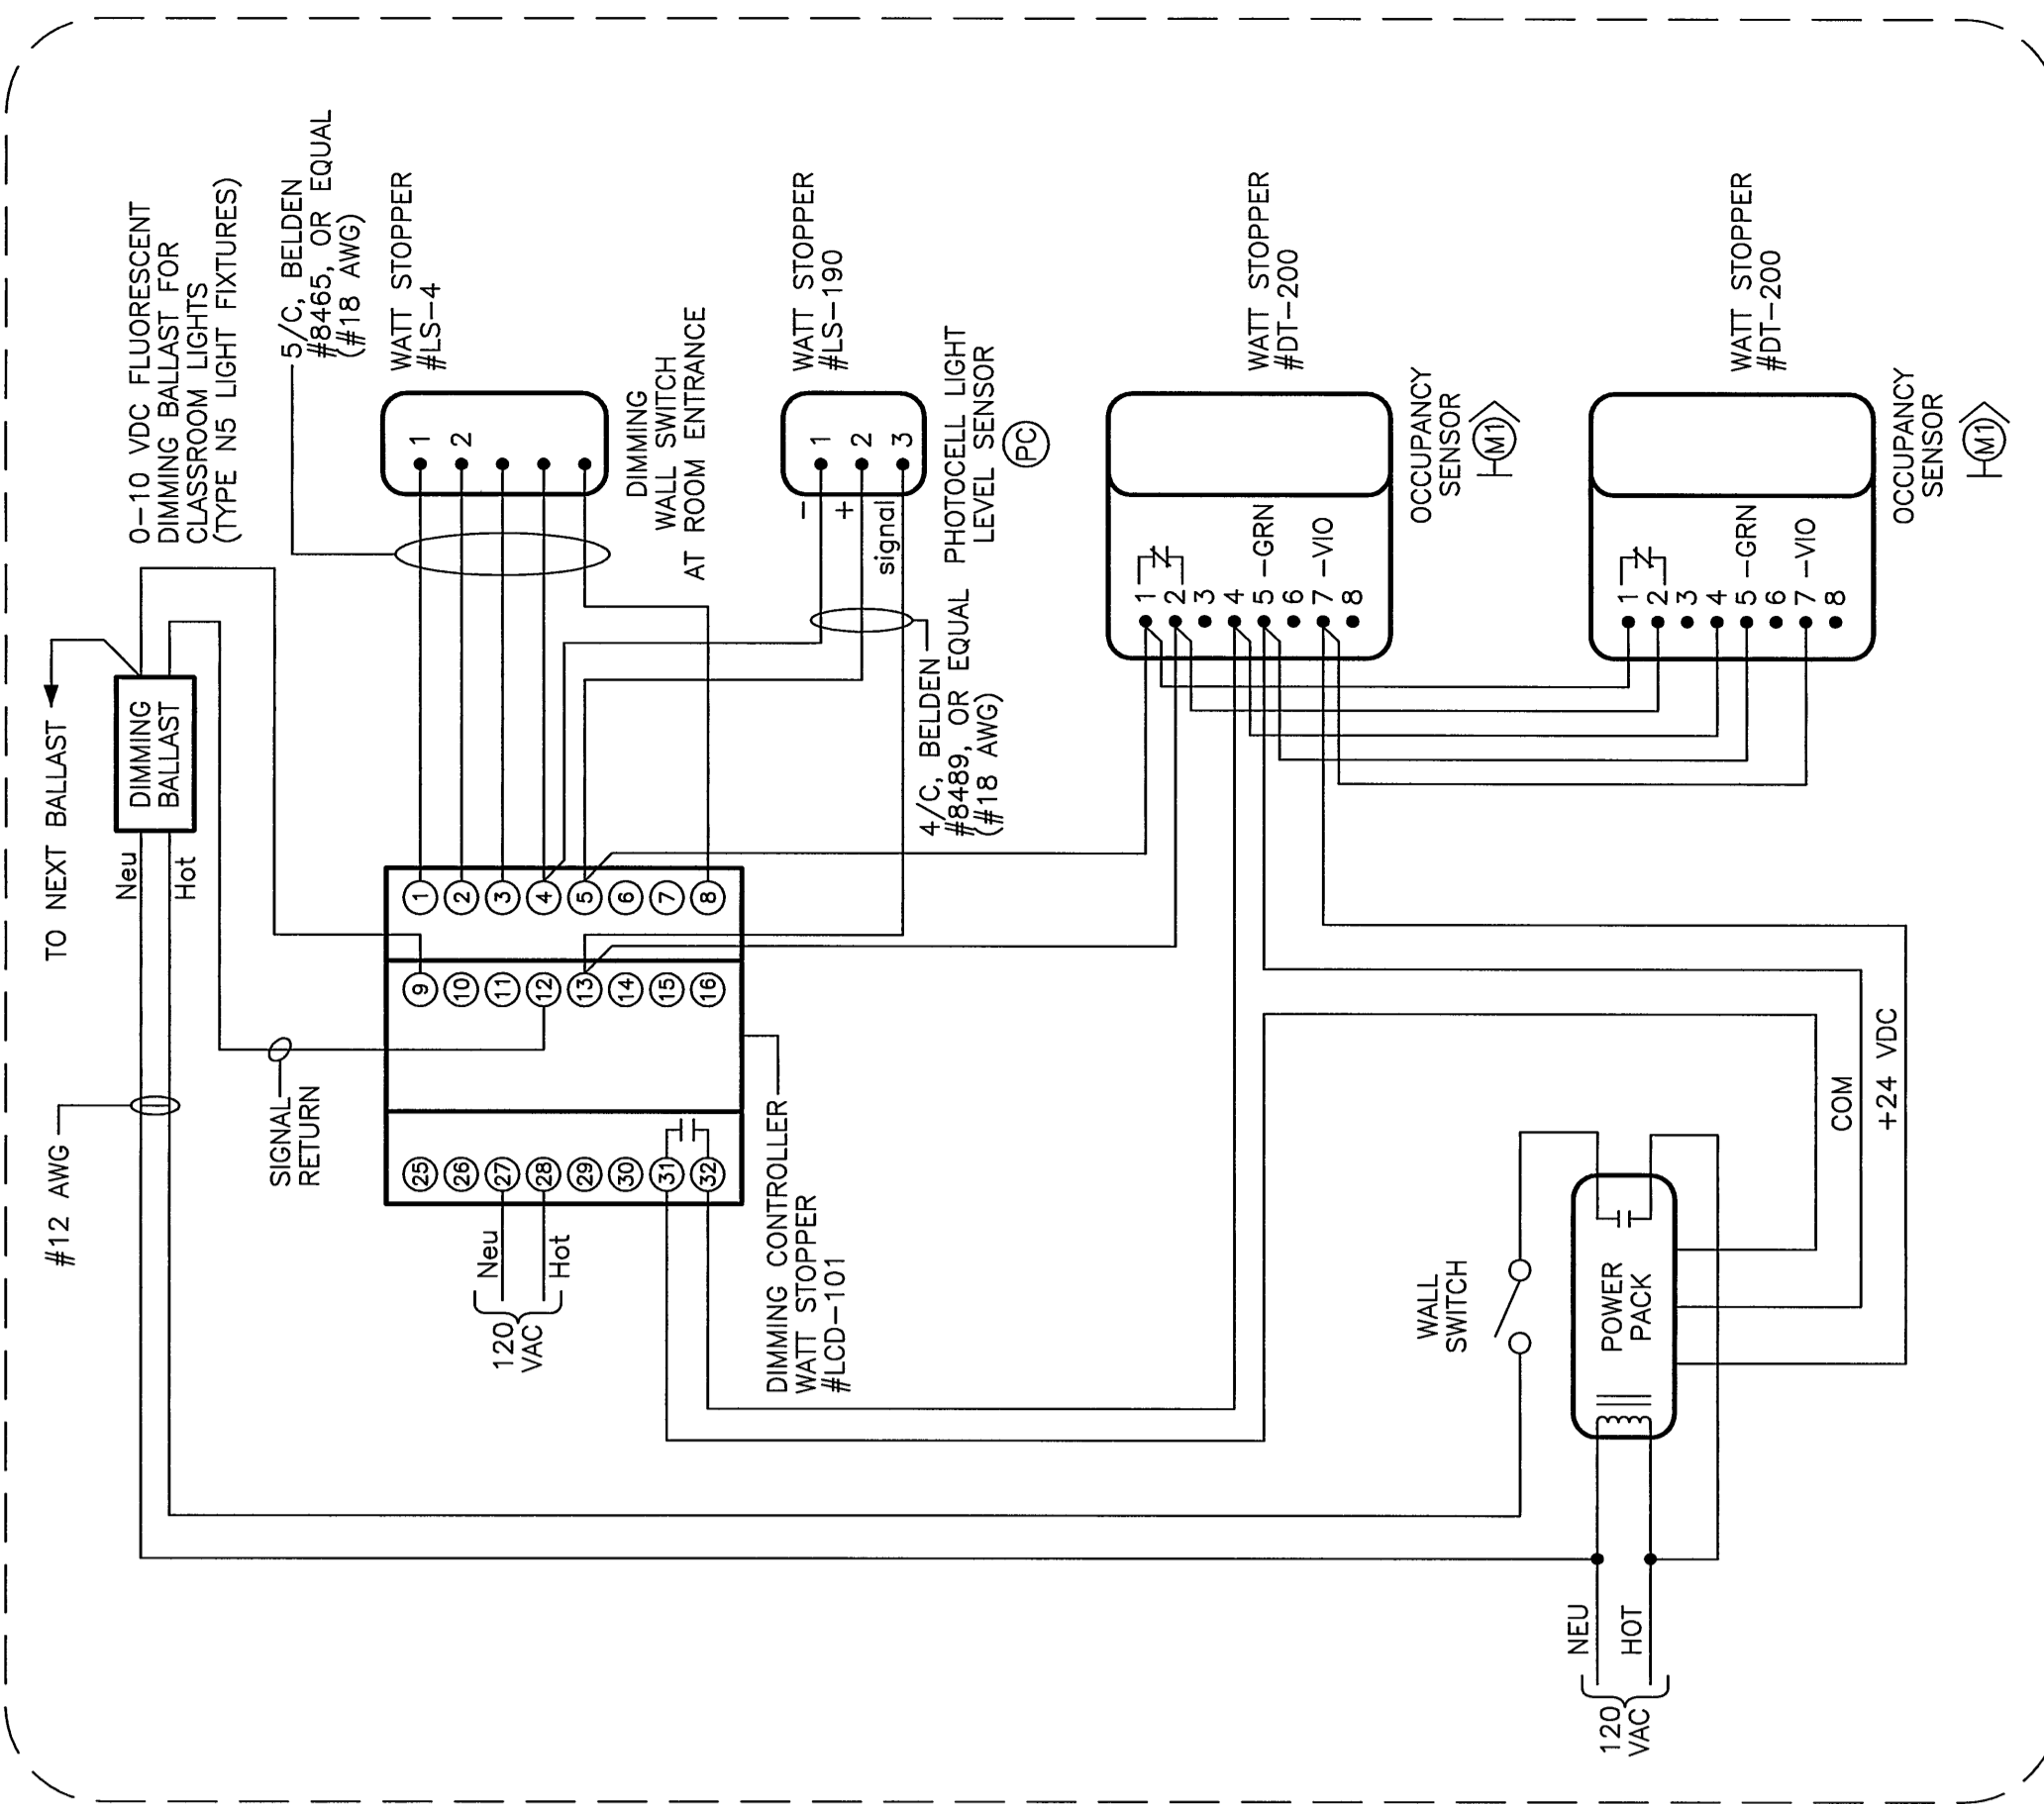 TO NEXT BALLAST
0-10 VDC FLUORESCENT
DIMMING BALLAST FOR
CLASSROOM LIGHTS
(TYPE N5 LIGHT FIXTURES)
#12 AWG
Neu
Hot
DIMMING
BALLAST
SIGNAL
RETURN
5/C, BELDEN
#8465, OR EQUAL
(#18 AWG)
WATT STOPPER
#LS-4
1
2
DIMMING
WALL SWITCH
AT ROOM ENTRANCE
25
26
27
28
29
30
31
32
9
10
11
12
13
14
15
16
1
2
3
4
5
6
7
8
Neu
Hot
120
VAC
DIMMING CONTROLLER
WATT STOPPER
#LCD-101
WATT STOPPER
#LS-190
1
2
3
-
+
signal
PHOTOCELL LIGHT
LEVEL SENSOR
PC
4/C, BELDEN
#8489, OR EQUAL
(#18 AWG)
WATT STOPPER
#DT-200
1
2
3
4
5 -GRN
6
7 -VIO
8
OCCUPANCY
SENSOR
M1
WATT STOPPER
#DT-200
1
2
3
4
5 -GRN
6
7 -VIO
8
OCCUPANCY
SENSOR
M1
WALL
SWITCH
POWER
PACK
COM
+24 VDC
NEU
HOT
120
VAC